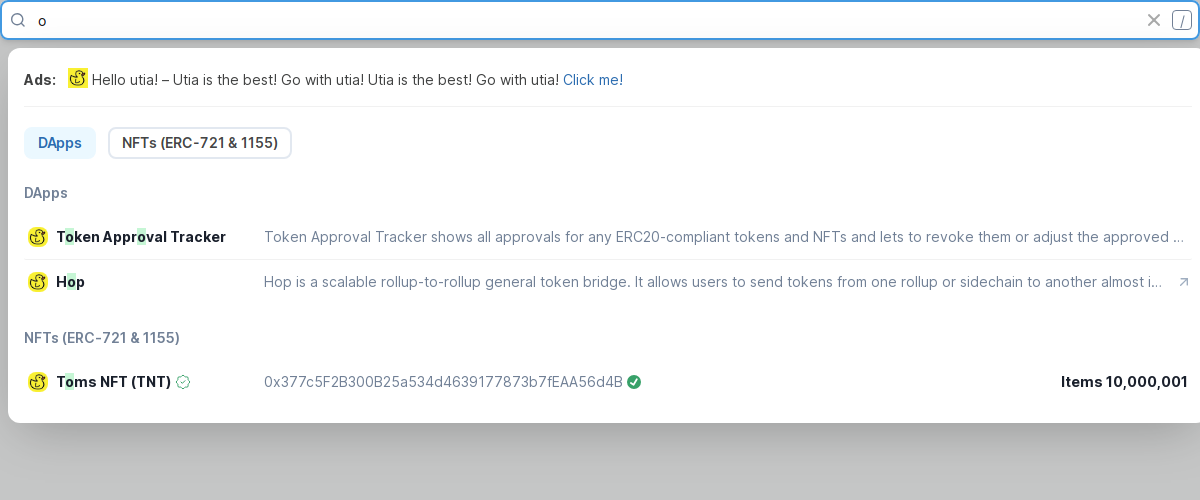 o
/
Ads: Hello utia! – Utia is the best! Go with utia! Utia is the best! Go with utia! Click me!
DApps NFTs (ERC-721 & 1155)
DApps
Token Approval Tracker Token Approval Tracker shows all approvals for any ERC20-compliant tokens and NFTs and lets to revoke them or adjust the approved ...
Hop Hop is a scalable rollup-to-rollup general token bridge. It allows users to send tokens from one rollup or sidechain to another almost i...
NFTs (ERC-721 & 1155)
Toms NFT (TNT) 0x377c5F2B300B25a534d4639177873b7fEAA56d4B Items 10,000,001